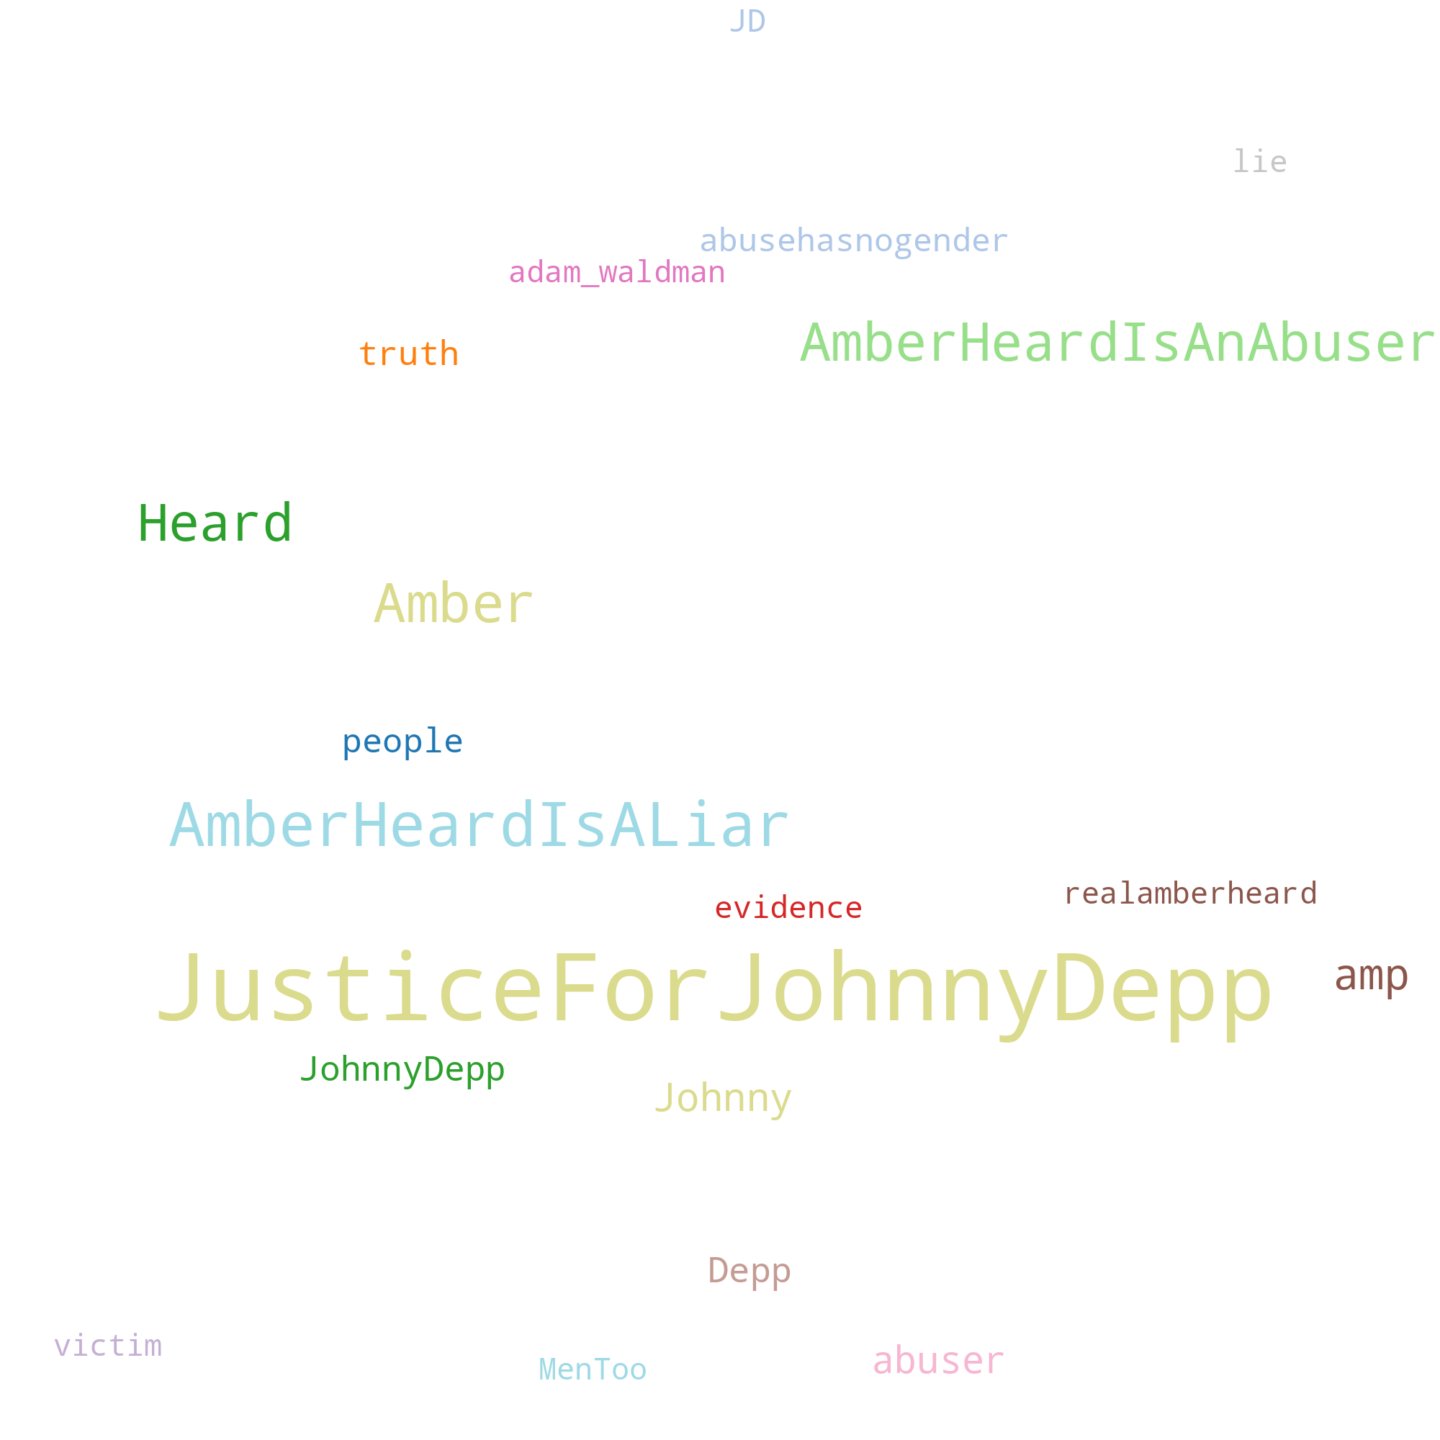 JD
lie
abusehasnogender
adam_waldman
AmberHeardIsAnAbuser
truth
Heard
Amber
people
AmberHeardIsALiar
realamberheard
evidence
JusticeForJohnnyDepp
amp
JohnnyDepp
Johnny
Depp
victim
abuser
MenToo